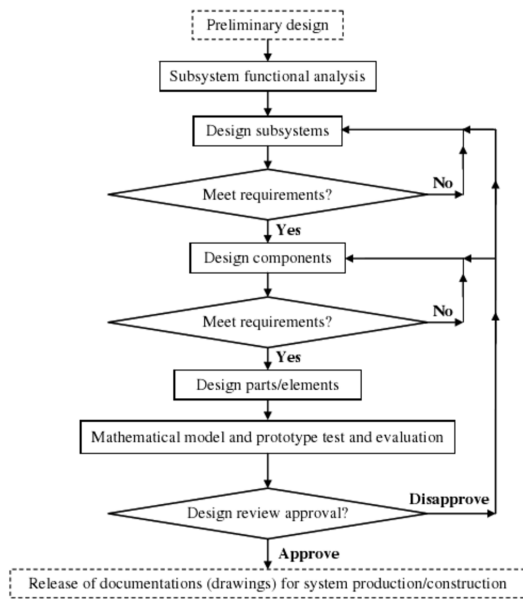 Preliminary design
Subsystem functional analysis
Design subsystems
Meet requirements?
No
Yes
Design components
Meet requirements?
No
Yes
Design parts/elements
Mathematical model and prototype test and evaluation
Disapprove
Design review approval?
Approve
Release of documentations (drawings) for system production/construction